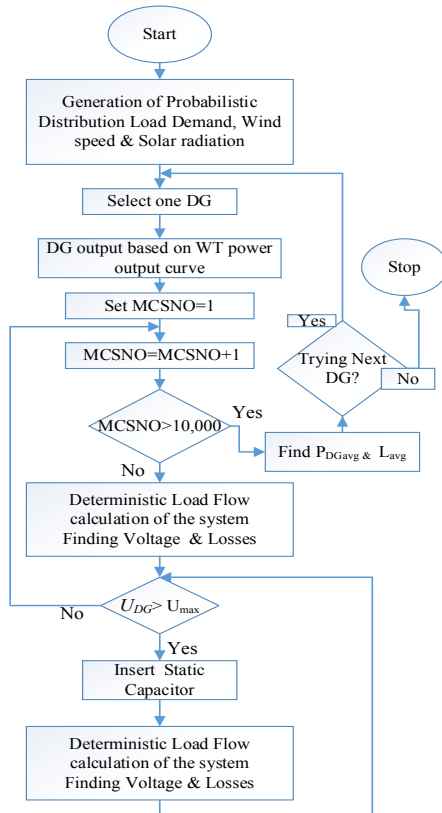 Start
Generation of Probabilistic
Distribution Load Demand, Wind
speed & Solar radiation
Select one DG
DG output based on WT power
output curve
Set MCSNO=1
MCSNO=MCSNO+1
MCSNO>10,000
Yes
Find PDGavg & Lavg
Trying Next
DG?
Yes
No
Stop
No
Deterministic Load Flow
calculation of the system
Finding Voltage & Losses
UDG> Umax
No
Yes
Insert Static
Capacitor
Deterministic Load Flow
calculation of the system
Finding Voltage & Losses